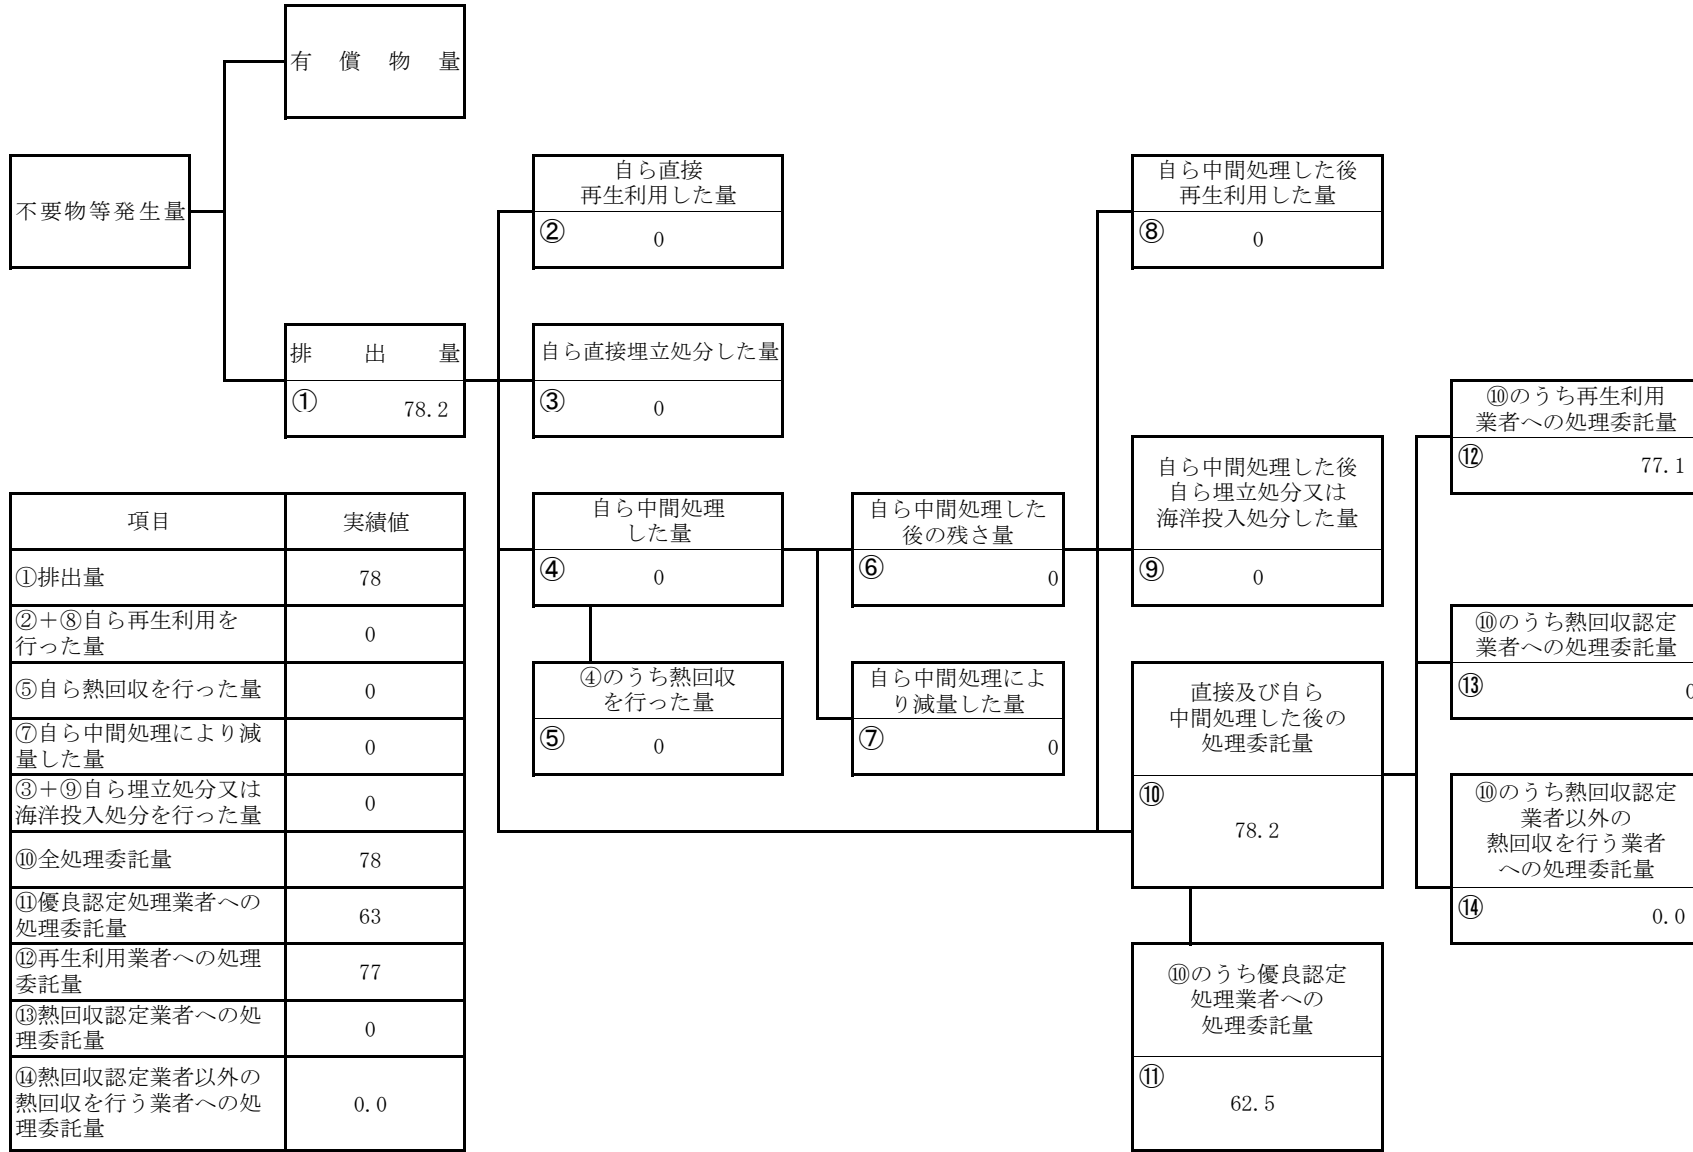 有償物量
不要物等発生量
排出量
① 78.2
自ら直接
再生利用した量
② 0
自ら直接埋立処分した量
③ 0
自ら中間処理
した量
④ 0
④のうち熱回収
を行った量
⑤ 0
自ら中間処理した
後の残さ量
⑥ 0
自ら中間処理によ
り減量した量
⑦ 0
自ら中間処理した後
再生利用した量
⑧ 0
自ら中間処理した後
自ら埋立処分又は
海洋投入処分した量
⑨ 0
直接及び自ら
中間処理した後の
処理委託量
⑩
78.2
⑩のうち優良認定
処理業者への
処理委託量
⑪
62.5
⑩のうち再生利用
業者への処理委託量
⑫ 77.1
⑩のうち熱回収認定
業者への処理委託量
⑬ 0
⑩のうち熱回収認定
業者以外の
熱回収を行う業者
への処理委託量
⑭ 0.0
項目 実績値
①排出量 78
②＋⑧自ら再生利用を
行った量 0
⑤自ら熱回収を行った量 0
⑦自ら中間処理により減
量した量 0
③＋⑨自ら埋立処分又は
海洋投入処分を行った量 0
⑩全処理委託量 78
⑪優良認定処理業者への
処理委託量 63
⑫再生利用業者への処理
委託量 77
⑬熱回収認定業者への処
理委託量 0
⑭熱回収認定業者以外の
熱回収を行う業者への処
理委託量 0.0